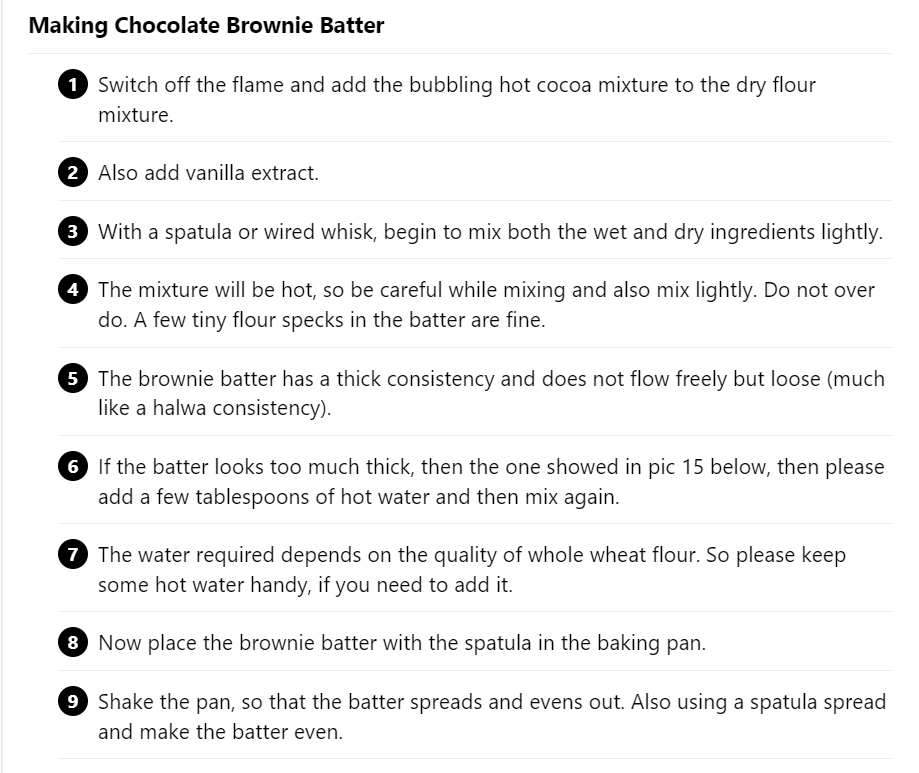 Making Chocolate Brownie Batter
1 Switch off the flame and add the bubbling hot cocoa mixture to the dry flour
mixture.
2 Also add vanilla extract.
3 With a spatula or wired whisk, begin to mix both the wet and dry ingredients lightly.
4 The mixture will be hot, so be careful while mixing and also mix lightly. Do not over
do. A few tiny flour specks in the batter are fine.
5 The brownie batter has a thick consistency and does not flow freely but loose (much
like a halwa consistency).
6 If the batter looks too much thick, then the one showed in pic 15 below, then please
add a few tablespoons of hot water and then mix again.
7 The water required depends on the quality of whole wheat flour. So please keep
some hot water handy, if you need to add it.
8 Now place the brownie batter with the spatula in the baking pan.
9 Shake the pan, so that the batter spreads and evens out. Also using a spatula spread
and make the batter even.